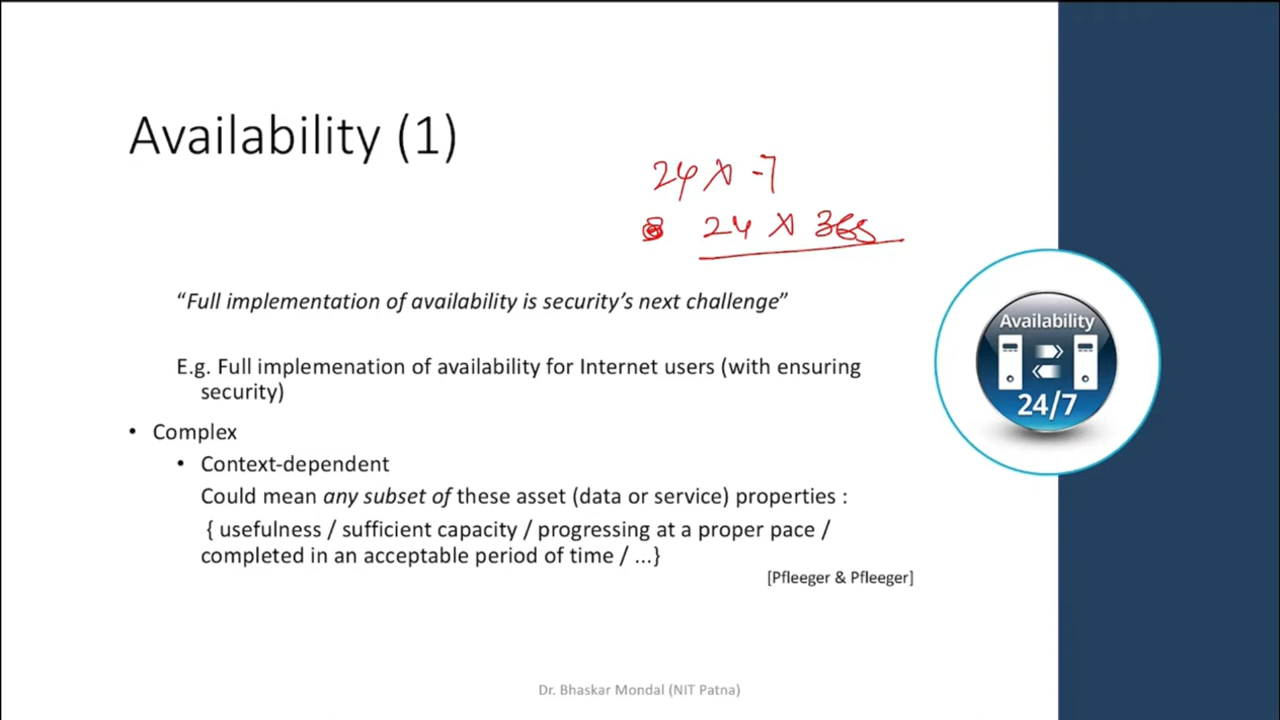 Availability (1)
24 x 7
24 x 365
“Full implementation of availability is security’s next challenge”
E.g. Full implemenation of availability for Internet users (with ensuring
security)
• Complex
• Context-dependent
Could mean any subset of these asset (data or service) properties :
{ usefulness / sufficient capacity / progressing at a proper pace /
completed in an acceptable period of time / ...}
[Pfleeger & Pfleeger]
Availability
24/7
Dr. Bhaskar Mondal (NIT Patna)